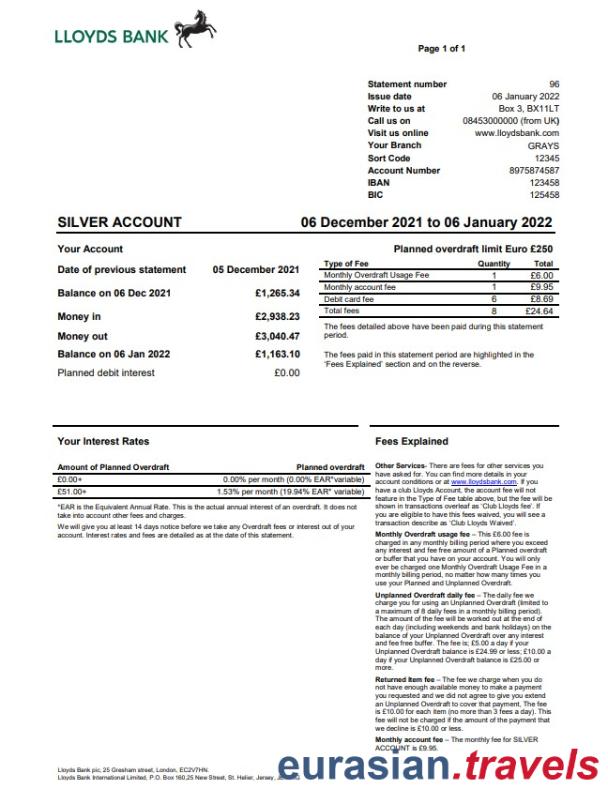 LLOYDS BANK
Page 1 of 1
Statement number 96
Issue date 06 January 2022
Write to us at Box 3, BX11LT
Call us on 08453000000 (from UK)
Visit us online www.lloydsbank.com
Your Branch GRAYS
Sort Code 12345
Account Number 8975874587
IBAN 123458
BIC 125458
SILVER ACCOUNT 06 December 2021 to 06 January 2022
Your Account
Date of previous statement 05 December 2021
Balance on 06 Dec 2021 £1,265.34
Money in £2,938.23
Money out £3,040.47
Balance on 06 Jan 2022 £1,163.10
Planned debit interest £0.00
Planned overdraft limit Euro £250
Type of Fee Quantity Total
Monthly Overdraft Usage Fee 1 £6.00
Monthly account fee 1 £9.95
Debit card fee 6 £8.69
Total fees 8 £24.64
The fees detailed above have been paid during this statement
period.
The fees paid in this statement period are highlighted in the
'Fees Explained' section and on the reverse.
Your Interest Rates
Amount of Planned Overdraft Planned overdraft
£0.00+ 0.00% per month (0.00% EAR*variable)
£51.00+ 1.53% per month (19.94% EAR* variable)
*EAR is the Equivalent Annual Rate. This is the actual annual interest of an overdraft. It does not
take into account other fees and charges.
We will give you at least 14 days notice before we take any Overdraft fees or interest out of your
account. Interest rates and fees are detailed as at the date of this statement.
Fees Explained
Other Services- There are fees for other services you
have asked for. You can find more details in your
account conditions or at www.lloydsbank.com. If you
have a club Lloyds Account, the account fee will not
feature in the Type of Fee table above, but the fee will be
shown in transactions overleaf as 'Club Lloyds fee'. If
you are eligible to have this fees waived, you will see a
transaction describe as 'Club Lloyds Waived'.
Monthly Overdraft usage fee – This £6.00 fee is
charged in any monthly billing period where you exceed
any interest and fee free amount of a Planned overdraft
or buffer that you have on your account. You will only
ever be charged one Monthly Overdraft Usage Fee in a
monthly billing period, no matter how many times you
use your Planned and Unplanned Overdraft.
Unplanned Overdraft daily fee – The daily fee we
charge you for using an Unplanned Overdraft (limited to
a maximum of 8 daily fees in a monthly billing period).
The amount of the fee will be worked out at the end of
each day (including weekends and bank holidays) on the
balance of your Unplanned Overdraft over any interest
and fee free buffer. The fee is; £5.00 a day if your
Unplanned Overdraft balance is £24.99 or less; £10.00 a
day if your Unplanned Overdraft balance is £25.00 or
more.
Returned Item fee – The fee we charge when you do
not have enough available money to make a payment
you requested and we did not agree to give you extend
an Unplanned Overdraft to cover that payment. The fee
is £10.00 for each item (no more than 3 fees a day). This
fee will not be charged if the amount of the payment that
we decline is £10.00 or less.
Monthly account fee – The monthly fee for SILVER
ACCOUNT is £9.95.
Lloyds Bank plc, 25 Gresham street, London, EC2V7HN.
Lloyds Bank International Limited, P.O. Box 160,25 New Street, St. Helier, Jersey,
eurasian.travels